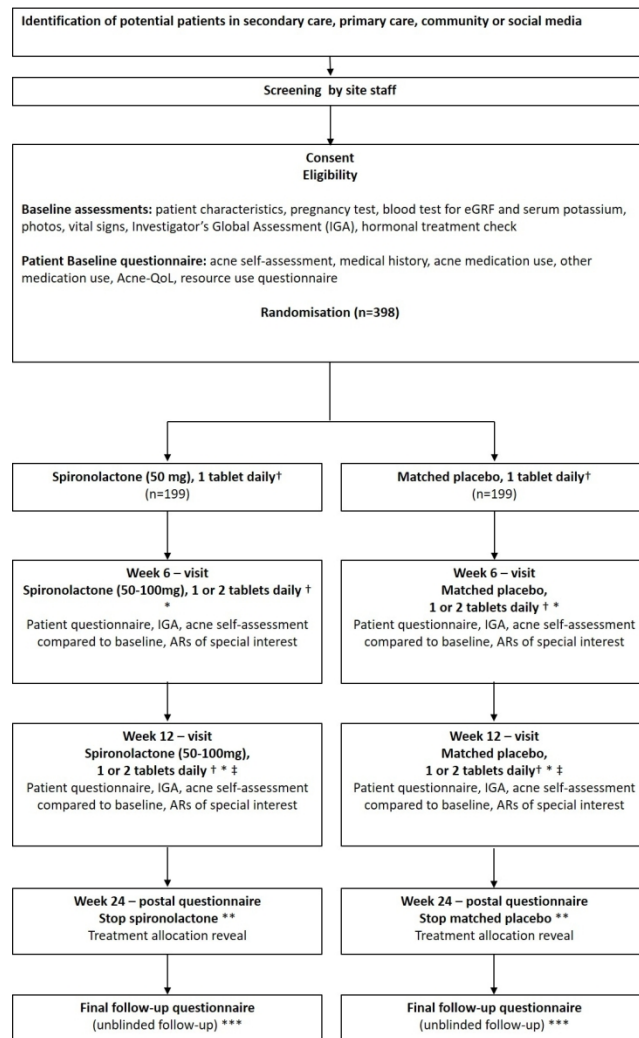 Identification of potential patients in secondary care, primary care, community or social media
Screening by site staff
Consent
Eligibility
Baseline assessments: patient characteristics, pregnancy test, blood test for eGRF and serum potassium,
photos, vital signs, Investigator's Global Assessment (IGA), hormonal treatment check
Patient Baseline questionnaire: acne self-assessment, medical history, acne medication use, other
medication use, Acne-QoL, resource use questionnaire
Randomisation (n=398)
Spironolactone (50 mg), 1 tablet daily†
(n=199)
Matched placebo, 1 tablet daily†
(n=199)
Week 6 – visit
Spironolactone (50-100mg), 1 or 2 tablets daily †
*
Patient questionnaire, IGA, acne self-assessment
compared to baseline, ARs of special interest
Week 6 – visit
Matched placebo,
1 or 2 tablets daily † *
Patient questionnaire, IGA, acne self-assessment
compared to baseline, ARs of special interest
Week 12 – visit
Spironolactone (50-100mg),
1 or 2 tablets daily † * ‡
Patient questionnaire, IGA, acne self-assessment
compared to baseline, ARs of special interest
Week 12 – visit
Matched placebo,
1 or 2 tablets daily† * ‡
Patient questionnaire, IGA, acne self-assessment
compared to baseline, ARs of special interest
Week 24 – postal questionnaire
Stop spironolactone **
Treatment allocation reveal
Week 24 – postal questionnaire
Stop matched placebo **
Treatment allocation reveal
Final follow-up questionnaire
(unblinded follow-up) ***
Final follow-up questionnaire
(unblinded follow-up) ***